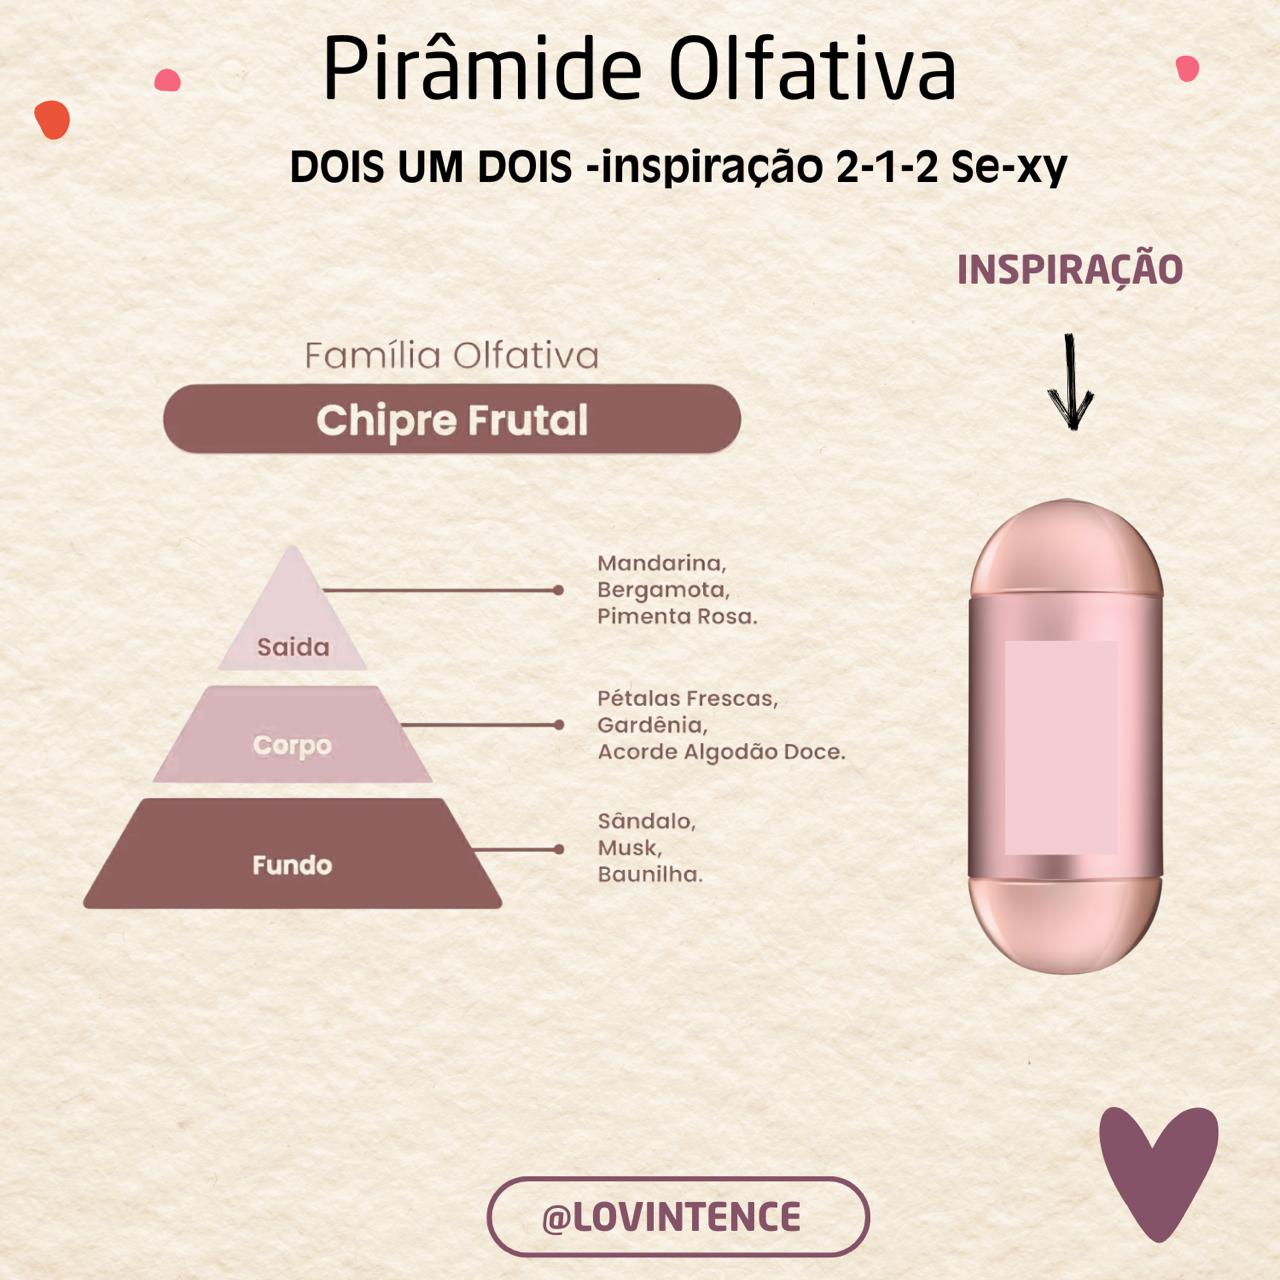 Pirâmide Olfativa
DOIS UM DOIS -inspiração 2-1-2 Se-xy
INSPIRAÇÃO
Família Olfativa
Chipre Frutal
Saida
Mandarina,
Bergamota,
Pimenta Rosa.
Corpo
Pétalas Frescas,
Gardênia,
Acorde Algodão Doce.
Fundo
Sândalo,
Musk,
Baunilha.
@LOVINTENCE